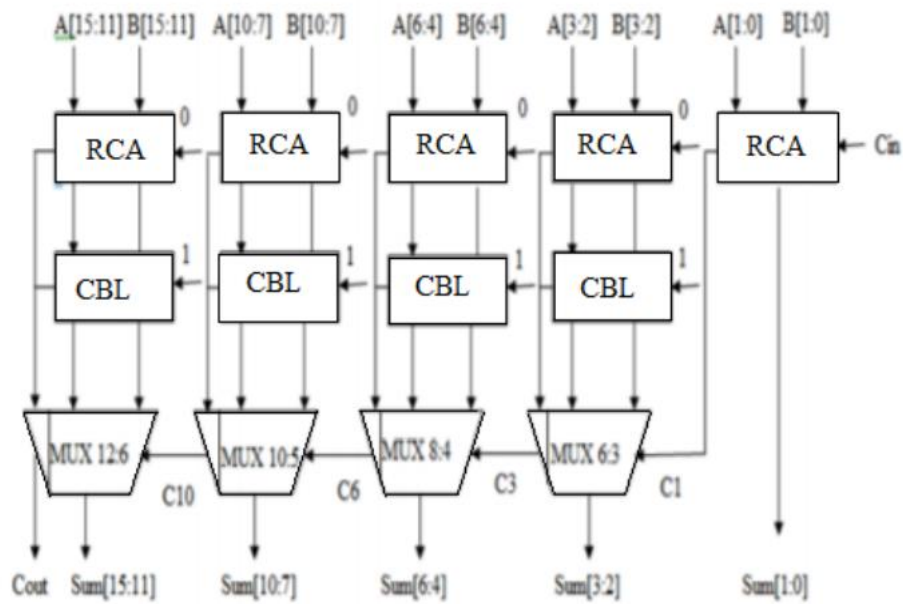 A[15:11] B[15:11] A[10:7] B[10:7] A[6:4] B[6:4] A[3:2] B[3:2] A[1:0] B[1:0]
0 0 0 0
RCA RCA RCA RCA RCA Cin
1 1 1 1
CBL CBL CBL CBL
MUX 12:6 MUX 10:5 MUX 8:4 MUX 6:3
C10 C6 C3 C1
Cout Sum[15:11] Sum[10:7] Sum[6:4] Sum[3:2] Sum[1:0]